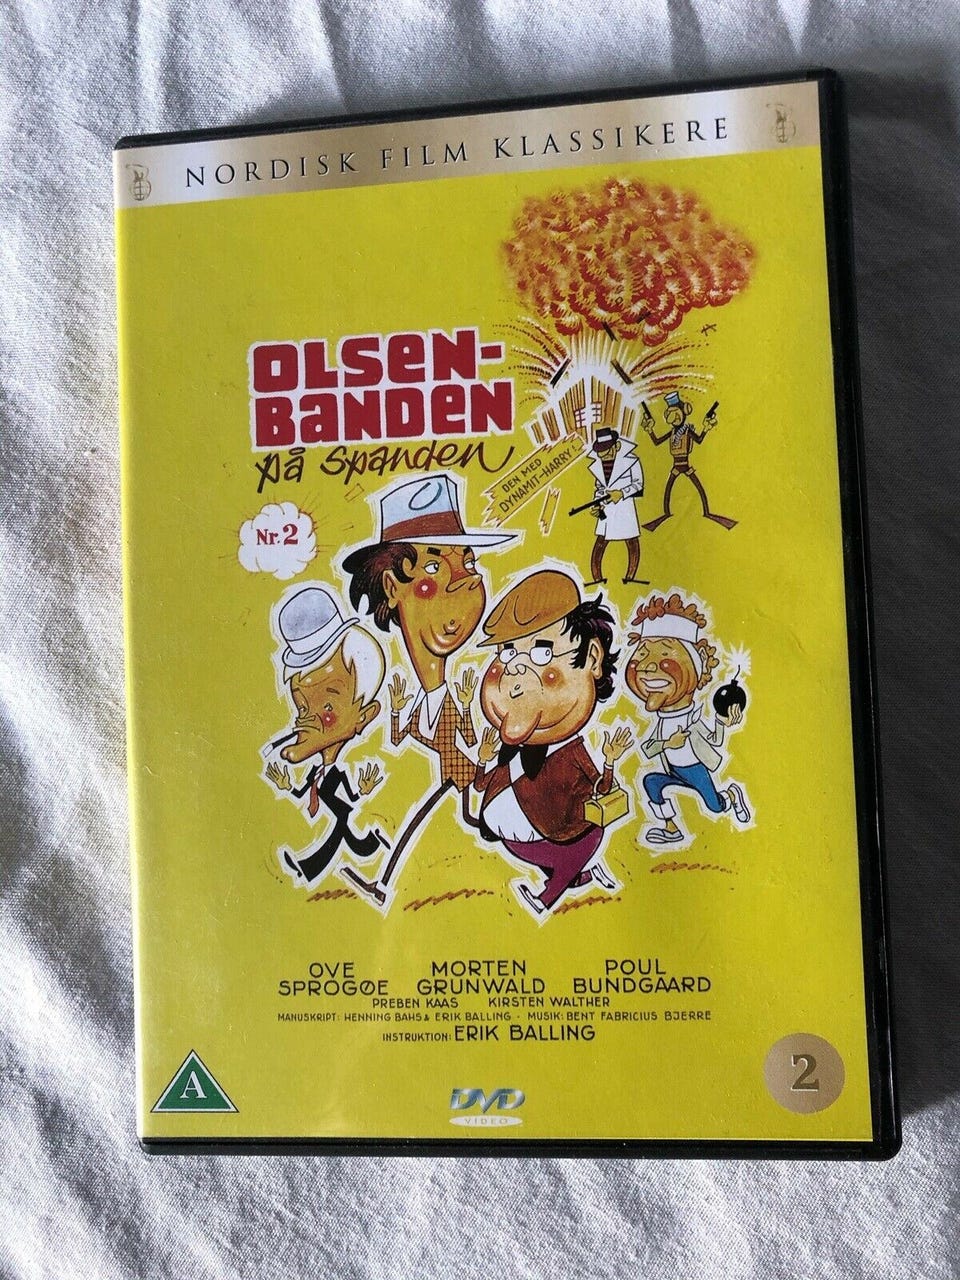 NORDISK FILM KLASSIKERE
OLSEN-
BANDEN
på spanden
DEN MED
DYNAMIT-HARRY!
Nr. 2
OVE SPROGØE
MORTEN GRUNWALD
POUL BUNDGAARD
PREBEN KAAS KIRSTEN WALTHER
MANUSKRIPT: HENNING BAHS & ERIK BALLING · MUSIK: BENT FABRICIUS BJERRE
INSTRUKTION: ERIK BALLING
A
DVD
VIDEO
2